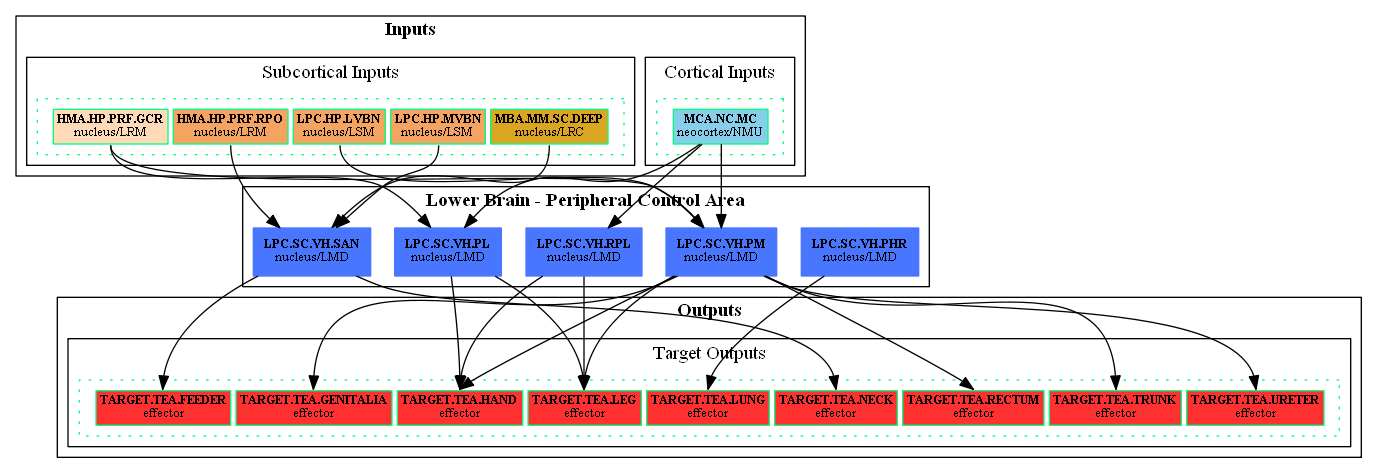 Inputs
Subcortical Inputs
Cortical Inputs
HMA.HP.PRF.GCR
nucleus/LRM
HMA.HP.PRF.RPO
nucleus/LRM
LPC.HP.LVBN
nucleus/LSM
LPC.HP.MVBN
nucleus/LSM
MBA.MM.SC.DEEP
nucleus/LRC
MCA.NC.MC
neocortex/NMU
Lower Brain - Peripheral Control Area
LPC.SC.VH.SAN
nucleus/LMD
LPC.SC.VH.PL
nucleus/LMD
LPC.SC.VH.RPL
nucleus/LMD
LPC.SC.VH.PM
nucleus/LMD
LPC.SC.VH.PHR
nucleus/LMD
Outputs
Target Outputs
TARGET.TEA.FEEDER
effector
TARGET.TEA.GENITALIA
effector
TARGET.TEA.HAND
effector
TARGET.TEA.LEG
effector
TARGET.TEA.LUNG
effector
TARGET.TEA.NECK
effector
TARGET.TEA.RECTUM
effector
TARGET.TEA.TRUNK
effector
TARGET.TEA.URETER
effector